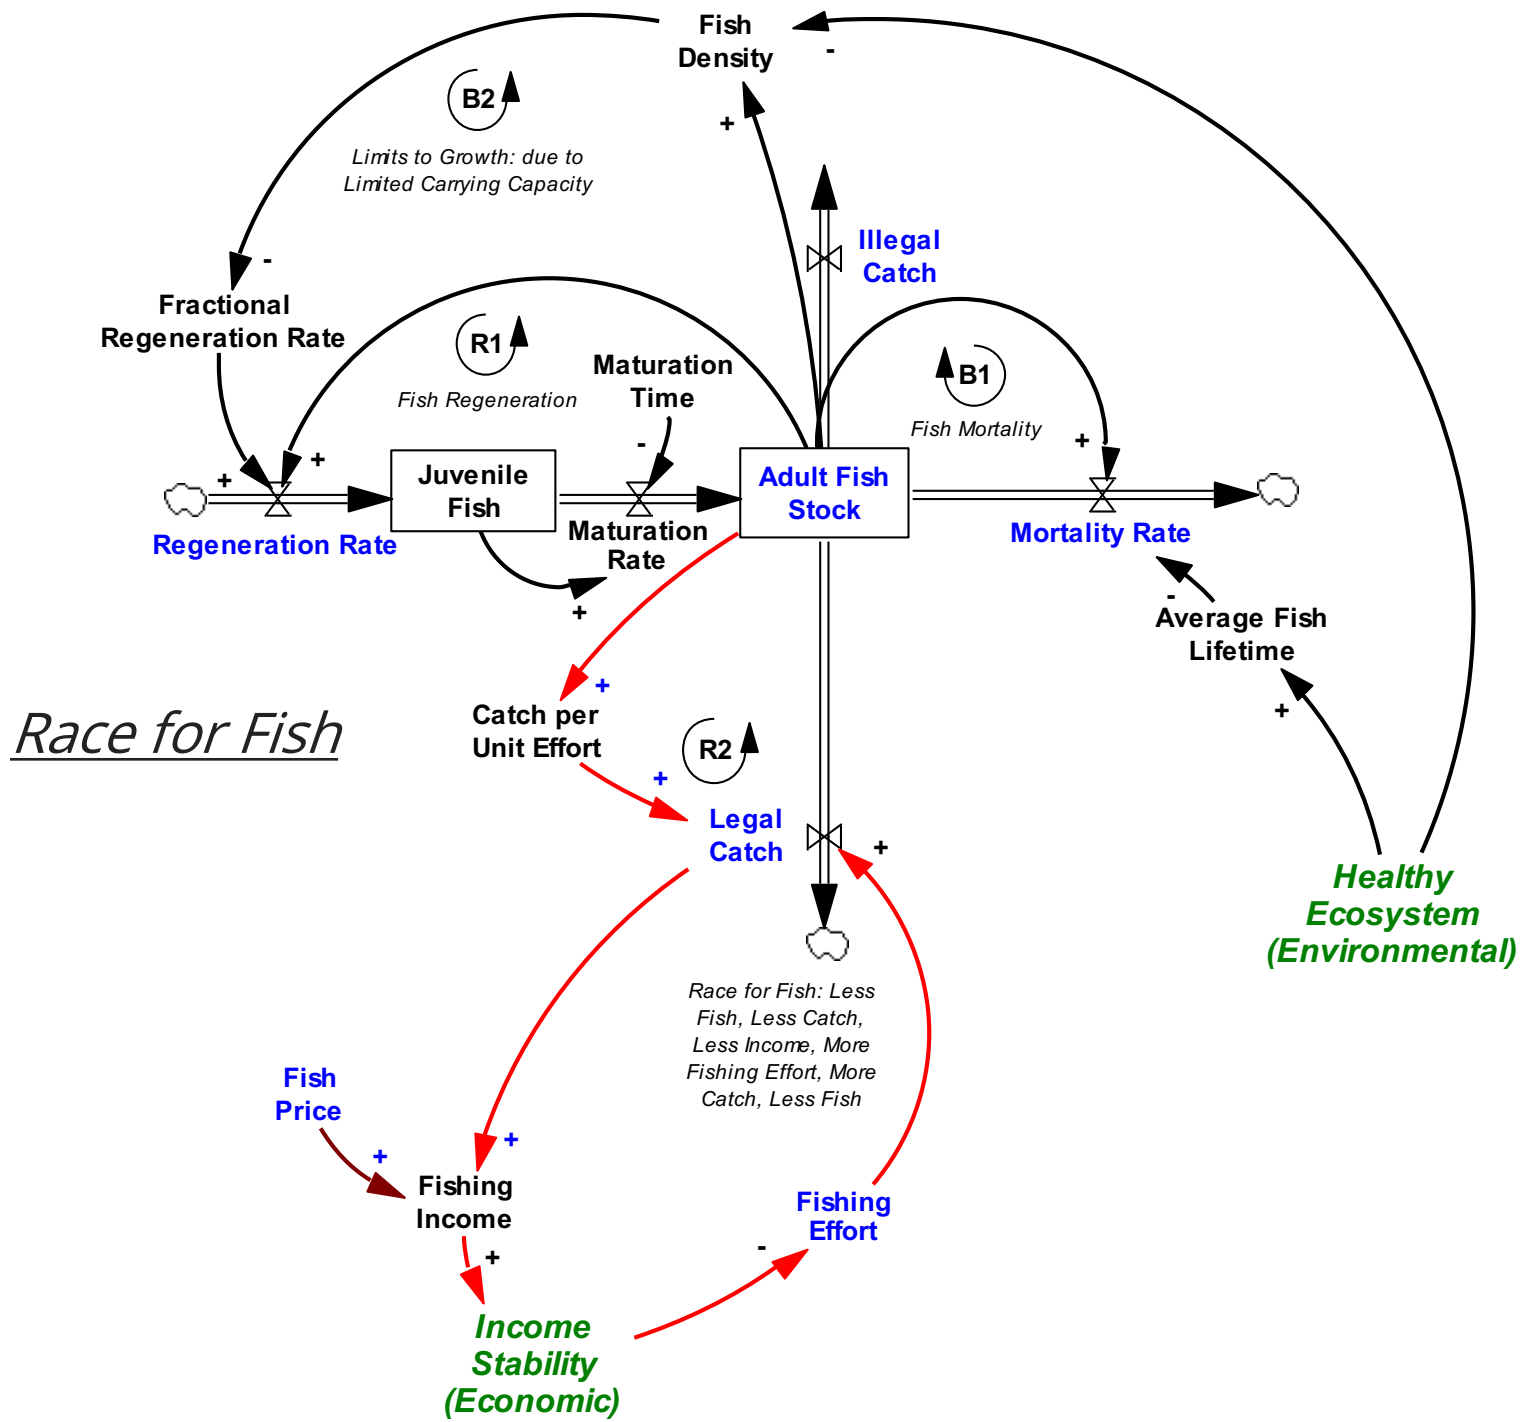 Fish
Density
-
+
B2
Limits to Growth: due to
Limited Carrying Capacity
Illegal
Catch
-
Fractional
Regeneration Rate
R1
Fish Regeneration
Maturation
Time
-
B1
Fish Mortality
+
+
+
Juvenile
Fish
Adult Fish
Stock
Regeneration Rate
Maturation
Rate
+
Mortality Rate
-
Average Fish
Lifetime
+
+
Catch per
Unit Effort
Race for Fish
R2
+
Legal
Catch
+
Healthy
Ecosystem
(Environmental)
Race for Fish: Less
Fish, Less Catch,
Less Income, More
Fishing Effort, More
Catch, Less Fish
Fish
Price
+
+
Fishing
Income
+
Fishing
Effort
-
Income
Stability
(Economic)